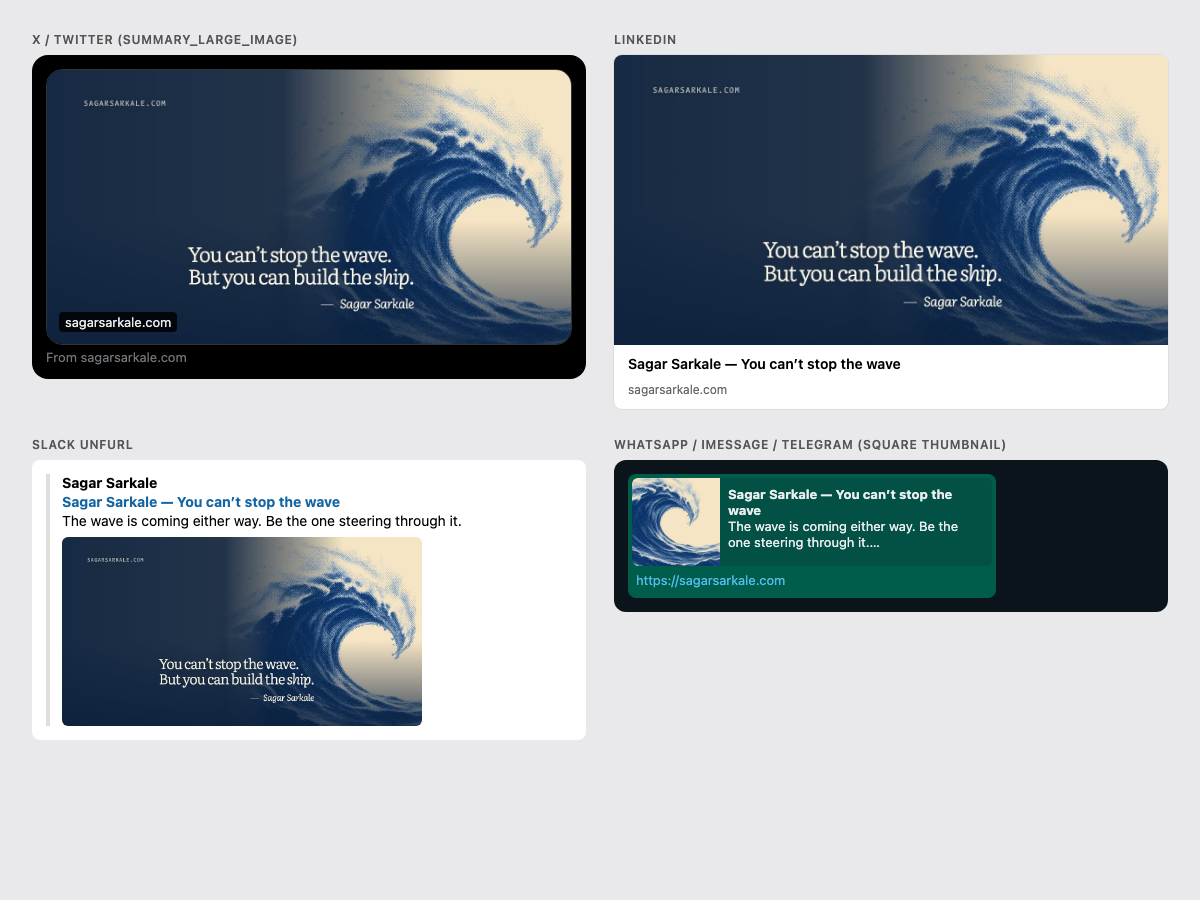 X / TWITTER (SUMMARY_LARGE_IMAGE)
SAGARSARKALE.COM
You can’t stop the wave.
But you can build the ship.
— Sagar Sarkale
sagarsarkale.com
From sagarsarkale.com
LINKEDIN
SAGARSARKALE.COM
You can’t stop the wave.
But you can build the ship.
— Sagar Sarkale
Sagar Sarkale — You can’t stop the wave
sagarsarkale.com
SLACK UNFURL
Sagar Sarkale
Sagar Sarkale — You can’t stop the wave
The wave is coming either way. Be the one steering through it.
SAGARSARKALE.COM
You can’t stop the wave.
But you can build the ship.
— Sagar Sarkale
WHATSAPP / IMESSAGE / TELEGRAM (SQUARE THUMBNAIL)
Sagar Sarkale — You can’t stop the
wave
The wave is coming either way. Be the
one steering through it....
https://sagarsarkale.com